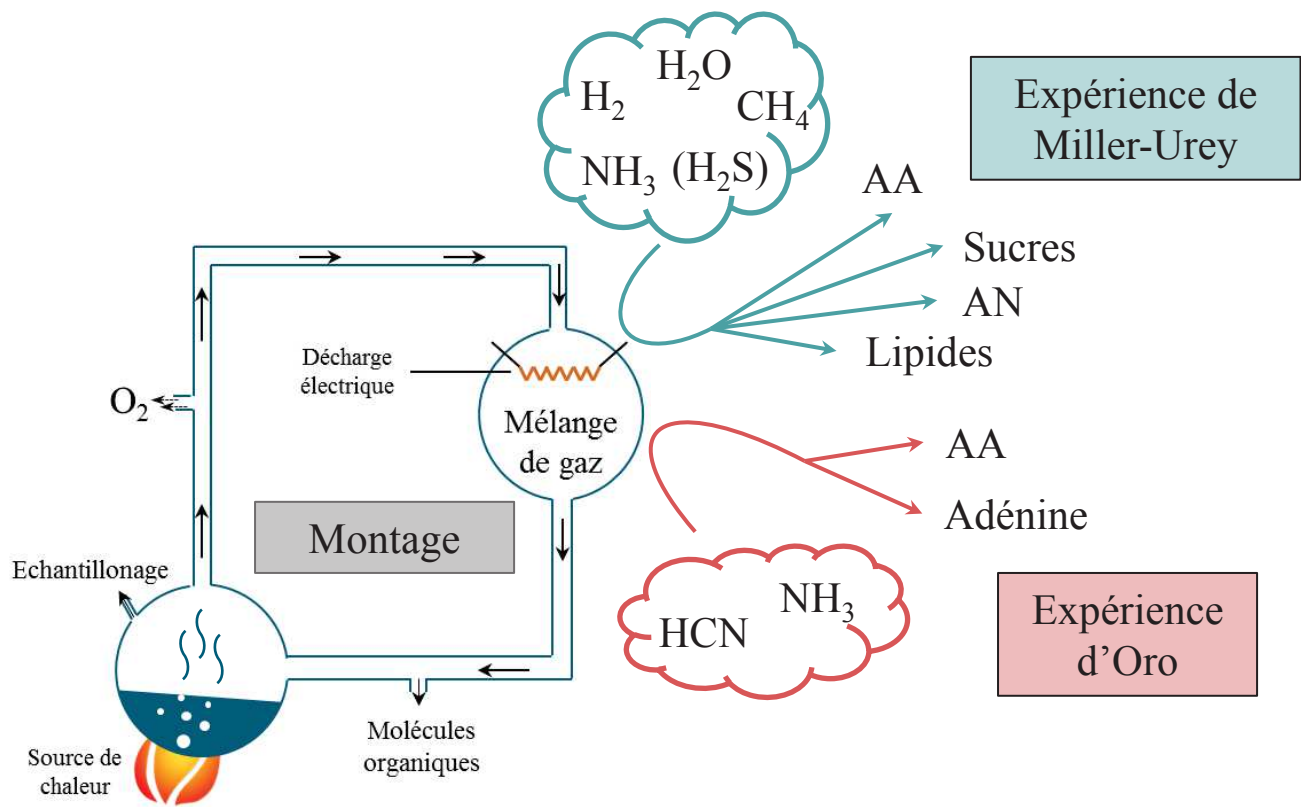 H₂O
H₂
CH₄
NH₃ (H₂S)
Expérience de
Miller-Urey
AA
Sucres
AN
Lipides
Décharge
électrique
O₂
Mélange
de gaz
AA
Adénine
Montage
Echantillonage
HCN
NH₃
Expérience
d’Oro
Molécules
organiques
Source de
chaleur